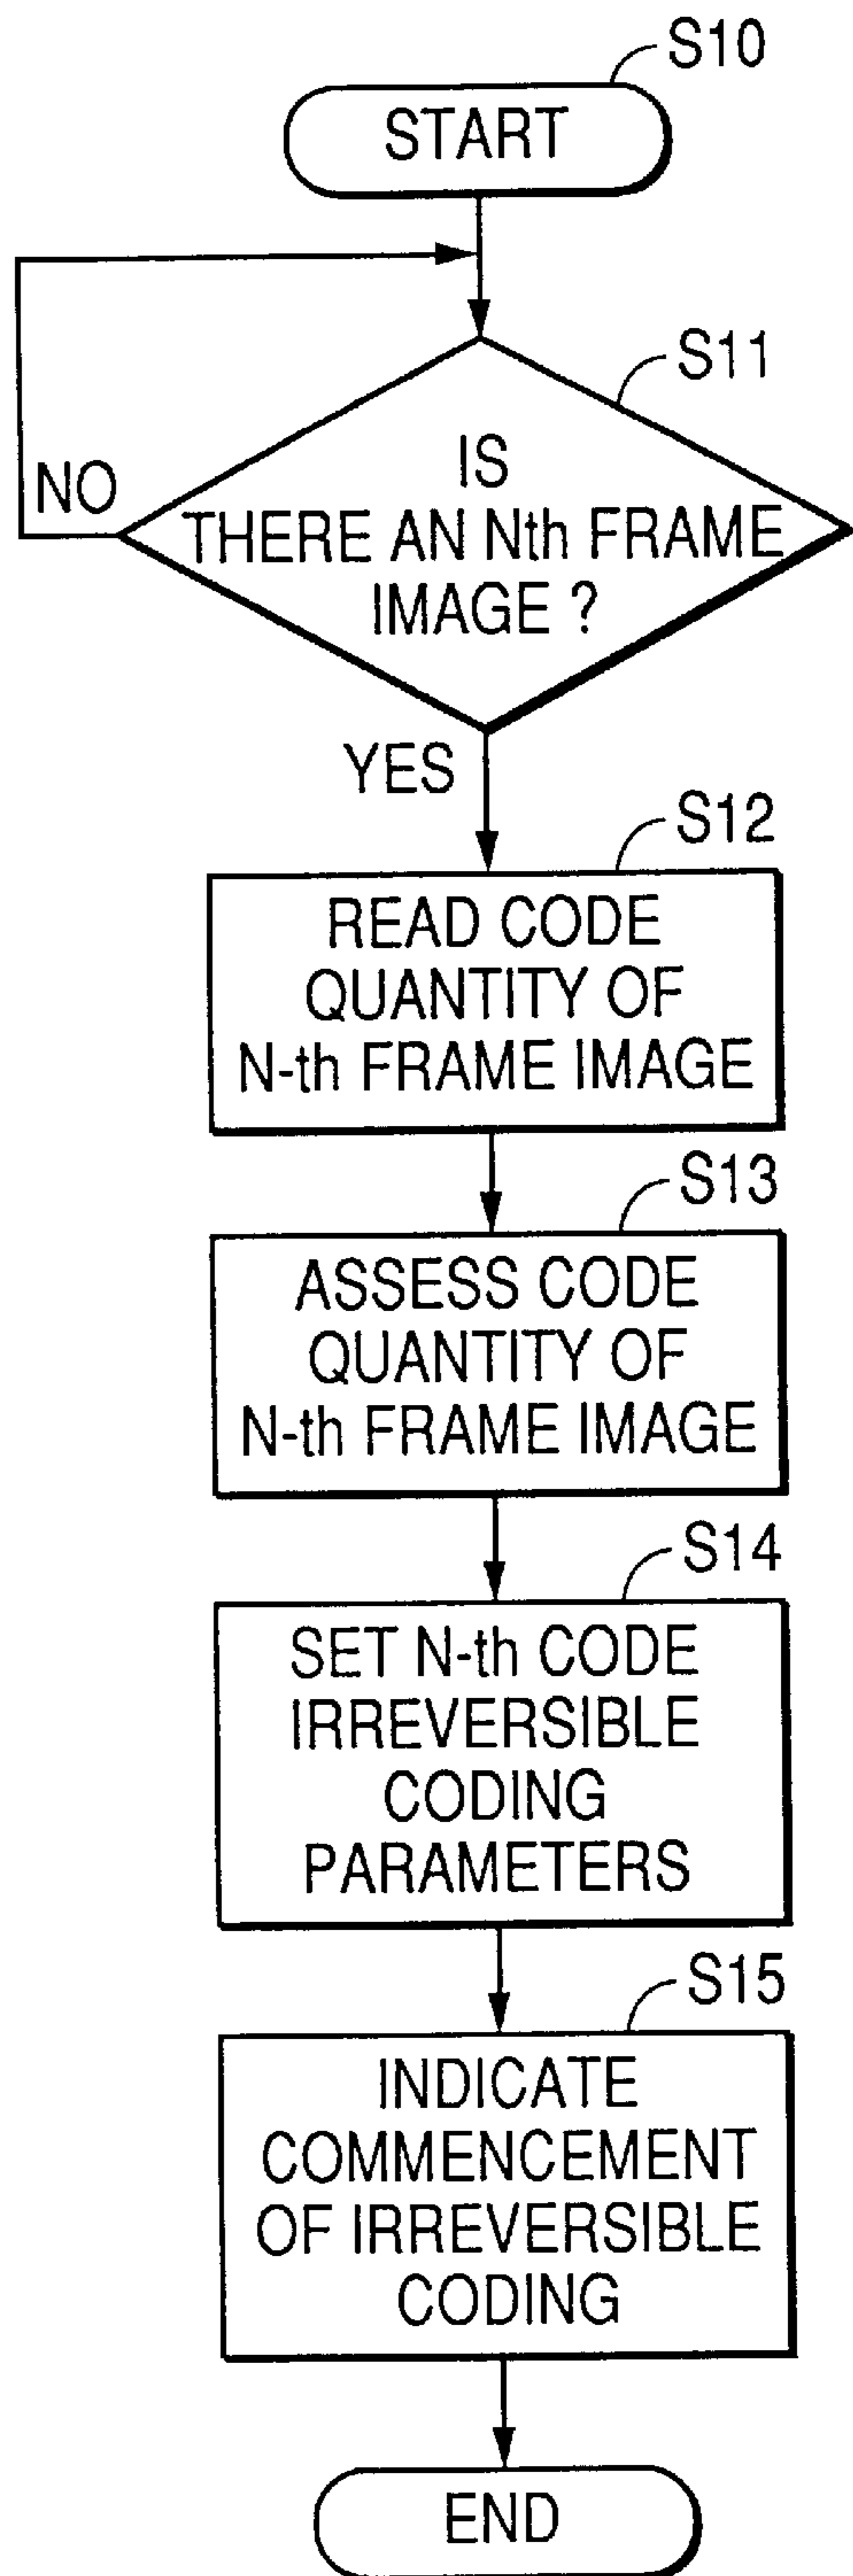 S10
START
S11
IS
THERE AN Nth FRAME
IMAGE ?
NO
YES
S12
READ CODE
QUANTITY OF
N-th FRAME IMAGE
S13
ASSESS CODE
QUANTITY OF
N-th FRAME IMAGE
S14
SET N-th CODE
IRREVERSIBLE
CODING
PARAMETERS
S15
INDICATE
COMMENCEMENT
OF IRREVERSIBLE
CODING
END